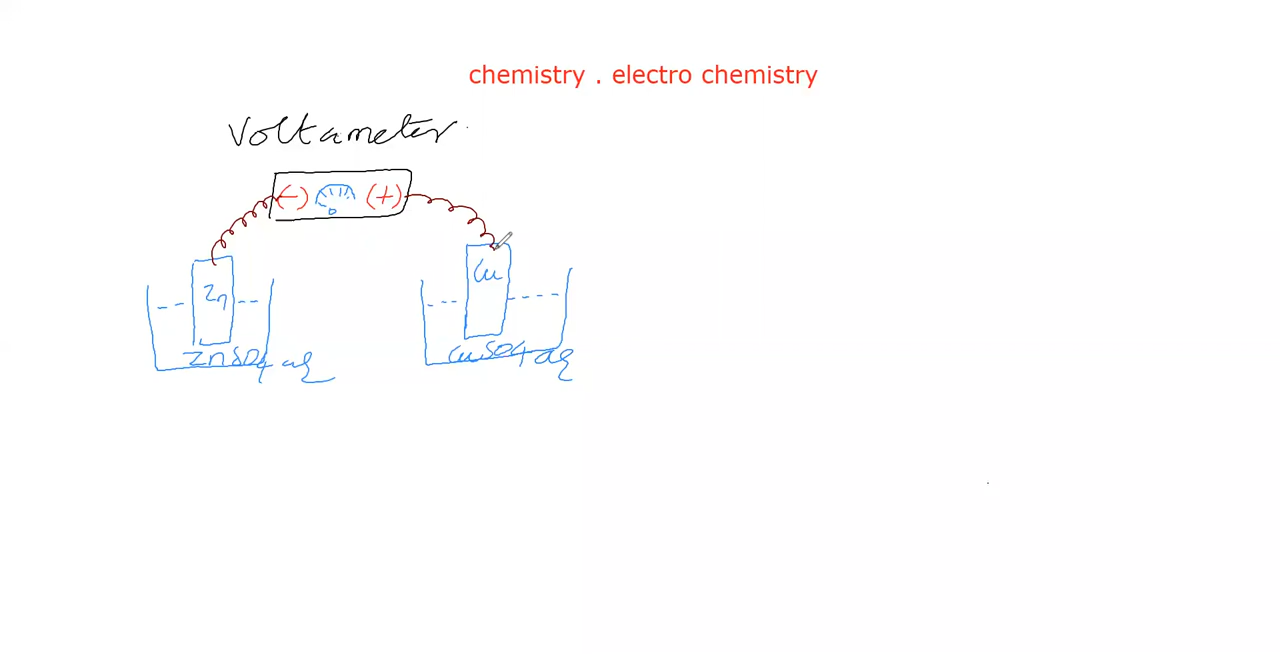 chemistry . electro chemistry
Voltameter
(-) (+)
Zn
Cu
ZnSO4 aq
CuSO4 aq